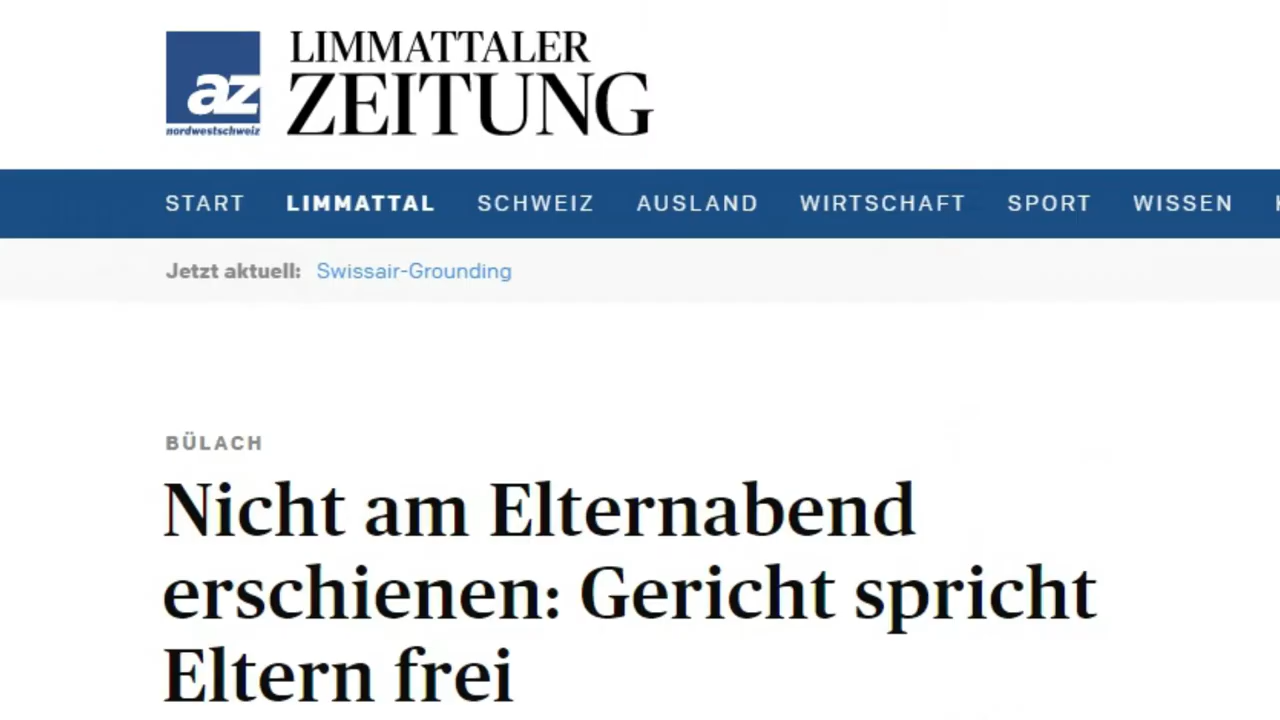 LIMMATTALER
ZEITUNG
az
nordwestschweiz
START LIMMATTAL SCHWEIZ AUSLAND WIRTSCHAFT SPORT WISSEN
Jetzt aktuell: Swissair-Grounding
BÜLACH
Nicht am Elternabend
erschienen: Gericht spricht
Eltern frei